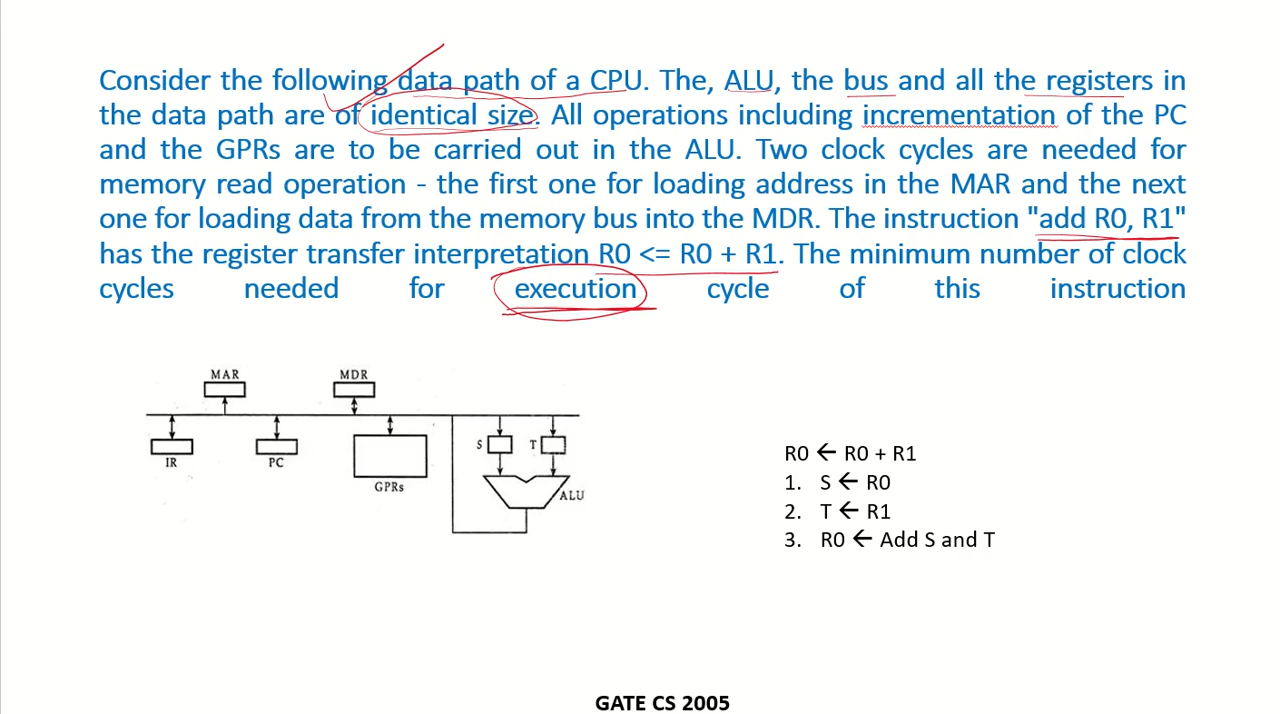 Consider the following data path of a CPU. The, ALU, the bus and all the registers in
the data path are of identical size. All operations including incrementation of the PC
and the GPRs are to be carried out in the ALU. Two clock cycles are needed for
memory read operation - the first one for loading address in the MAR and the next
one for loading data from the memory bus into the MDR. The instruction "add R0, R1"
has the register transfer interpretation R0 <= R0 + R1. The minimum number of clock
cycles needed for execution cycle of this instruction
MAR MDR
IR PC GPRs S T ALU
R0 ← R0 + R1
1. S ← R0
2. T ← R1
3. R0 ← Add S and T
GATE CS 2005